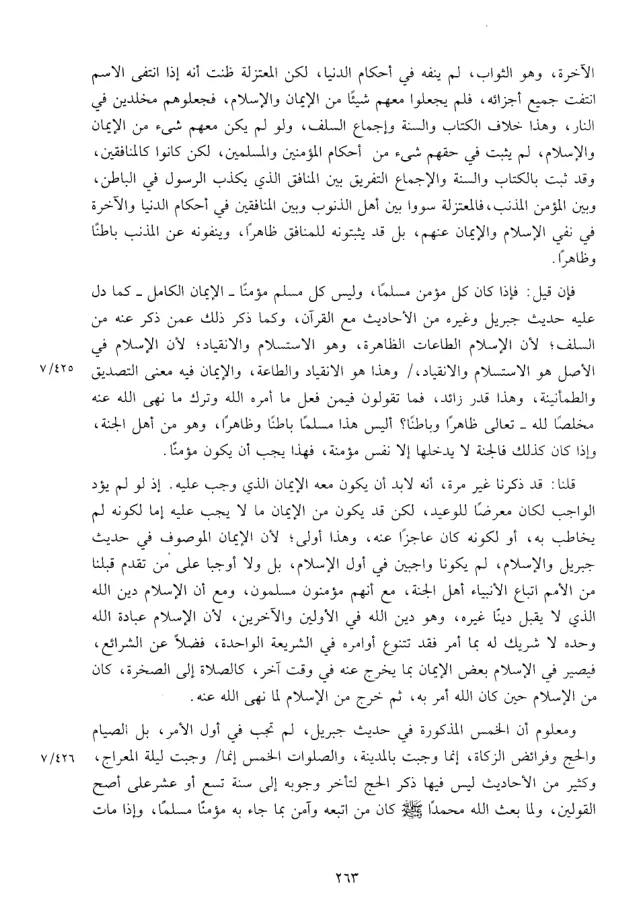 الآخرة، وهو الثواب، لم ينفه في أحكام الدنيا، لكن المعتزلة ظنت أنه إذا انتفى الاسم
انتفت جميع أجزائه، فلم يجعلوا معهم شيئًا من الإيمان والإسلام، فجعلوهم مخلدين في
النار، وهذا خلاف الكتاب والسنة وإجماع السلف، ولو لم يكن معهم شىء من الإيمان
والإسلام، لم يثبت في حقهم شىء من أحكام المؤمنين والمسلمين، لكن كانوا كالمنافقين،
وقد ثبت بالكتاب والسنة والإجماع التفريق بين المنافق الذي يكذب الرسول في الباطن،
وبين المؤمن المذنب،فالمعتزلة سووا بين أهل الذنوب وبين المنافقين في أحكام الدنيا والآخرة
في نفي الإسلام والإيمان عنهم، بل قد يثبتونه للمنافق ظاهرًا، وينفونه عن المذنب باطنًا
وظاهرًا.
فإن قيل: فإذا كان كل مؤمن مسلمًا، وليس كل مسلم مؤمنًا ـ الإيمان الكامل ـ كما دل
عليه حديث جبريل وغيره من الأحاديث مع القرآن، وكما ذكر ذلك عمن ذكر عنه من
السلف؛ لأن الإسلام الطاعات الظاهرة، وهو الاستسلام والانقياد؛ لأن الإسلام في
٧/٤٢٥ الأصل هو الاستسلام والانقياد،/ وهذا هو الانقياد والطاعة، والإيمان فيه معنى التصديق
والطمأنينة، وهذا قدر زائد، فما تقولون فيمن فعل ما أمره الله وترك ما نهى الله عنه
مخلصًا لله ـ تعالى ظاهرًا وباطنًا؟ أليس هذا مسلمًا باطنًا وظاهرًا، وهو من أهل الجنة،
وإذا كان كذلك فالجنة لا يدخلها إلا نفس مؤمنة، فهذا يجب أن يكون مؤمنًا.
قلنا: قد ذكرنا غير مرة، أنه لابد أن يكون معه الإيمان الذي وجب عليه. إذ لو لم يؤد
الواجب لكان معرضًا للوعيد، لكن قد يكون من الإيمان ما لا يجب عليه إما لكونه لم
يخاطب به، أو لكونه كان عاجزًا عنه، وهذا أولى؛ لأن الإيمان الموصوف في حديث
جبريل والإسلام، لم يكونا واجبين في أول الإسلام، بل ولا أوجبا على من تقدم قبلنا
من الأمم اتباع الأنبياء أهل الجنة، مع أنهم مؤمنون مسلمون، ومع أن الإسلام دين الله
الذي لا يقبل دينًا غيره، وهو دين الله في الأولين والآخرين، لأن الإسلام عبادة الله
وحده لا شريك له بما أمر فقد تتنوع أوامره في الشريعة الواحدة، فضلاً عن الشرائع،
فيصير في الإسلام بعض الإيمان بما يخرج عنه في وقت آخر، كالصلاة إلى الصخرة، كان
من الإسلام حين كان الله أمر به، ثم خرج من الإسلام لما نهى الله عنه.
ومعلوم أن الخمس المذكورة في حديث جبريل، لم تجب في أول الأمر، بل الصيام
٧/٤٢٦ والحج وفرائض الزكاة، إنما وجبت بالمدينة، والصلوات الخمس إنما/ وجبت ليلة المعراج،
وكثير من الأحاديث ليس فيها ذكر الحج لتأخر وجوبه إلى سنة تسع أو عشرعلى أصح
القولين، ولما بعث الله محمدًا ﷺ كان من اتبعه وآمن بما جاء به مؤمنًا مسلمًا، وإذا مات
٢٦٣